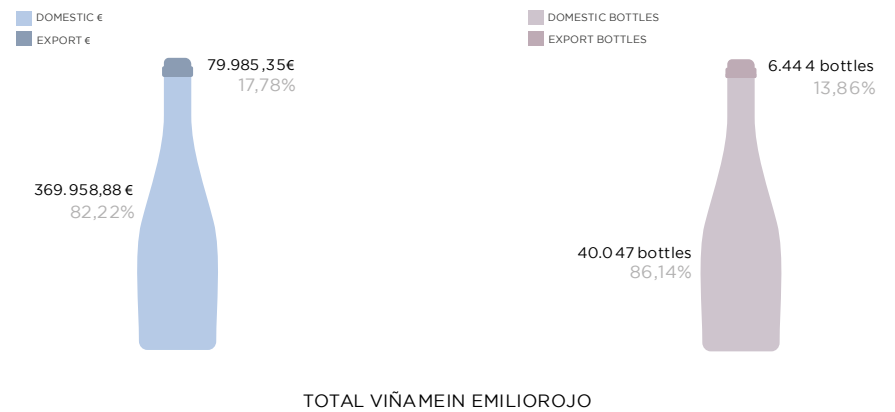 DOMESTIC €
EXPORT €
79.985,35€
17,78%
369.958,88 €
82,22%
DOMESTIC BOTTLES
EXPORT BOTTLES
6.444 bottles
13,86%
40.047 bottles
86,14%
TOTAL VIÑAMEIN EMILIOROJO